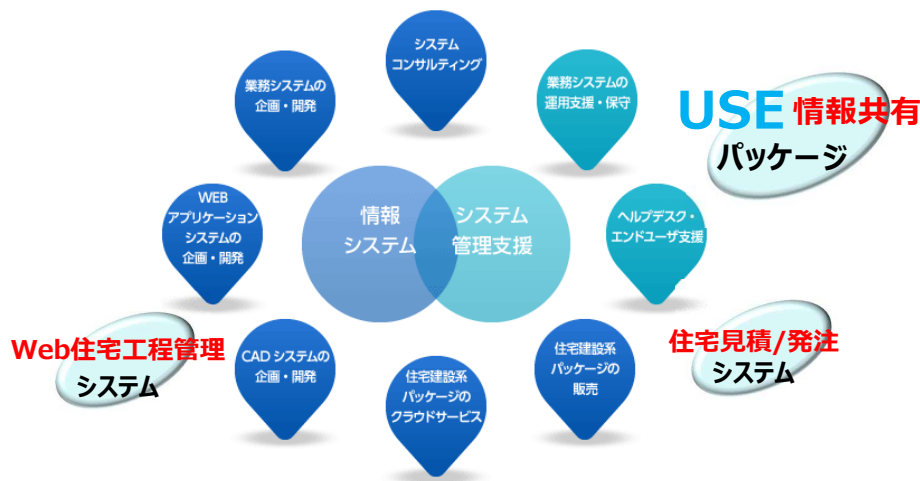 システム
コンサルティング
業務システムの
企画・開発
業務システムの
運用支援・保守
USE 情報共有
パッケージ
WEB
アプリケーション
システムの
企画・開発
情報
システム
システム
管理支援
ヘルプデスク・
エンドユーザ支援
Web住宅工程管理
システム
CADシステムの
企画・開発
住宅建設系
パッケージの
クラウドサービス
住宅建設系
パッケージの
販売
住宅見積/発注
システム